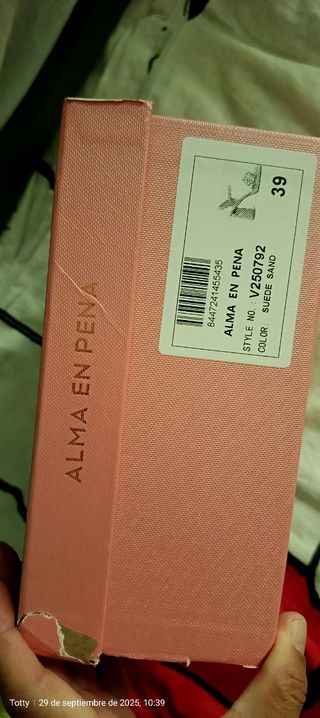 ALMA EN PENA
39
8447241455435
ALMA EN PENA
STYLE NO: V250792
COLOR: SUEDE SAND
Totty | 29 de septiembre de 2025, 10:39